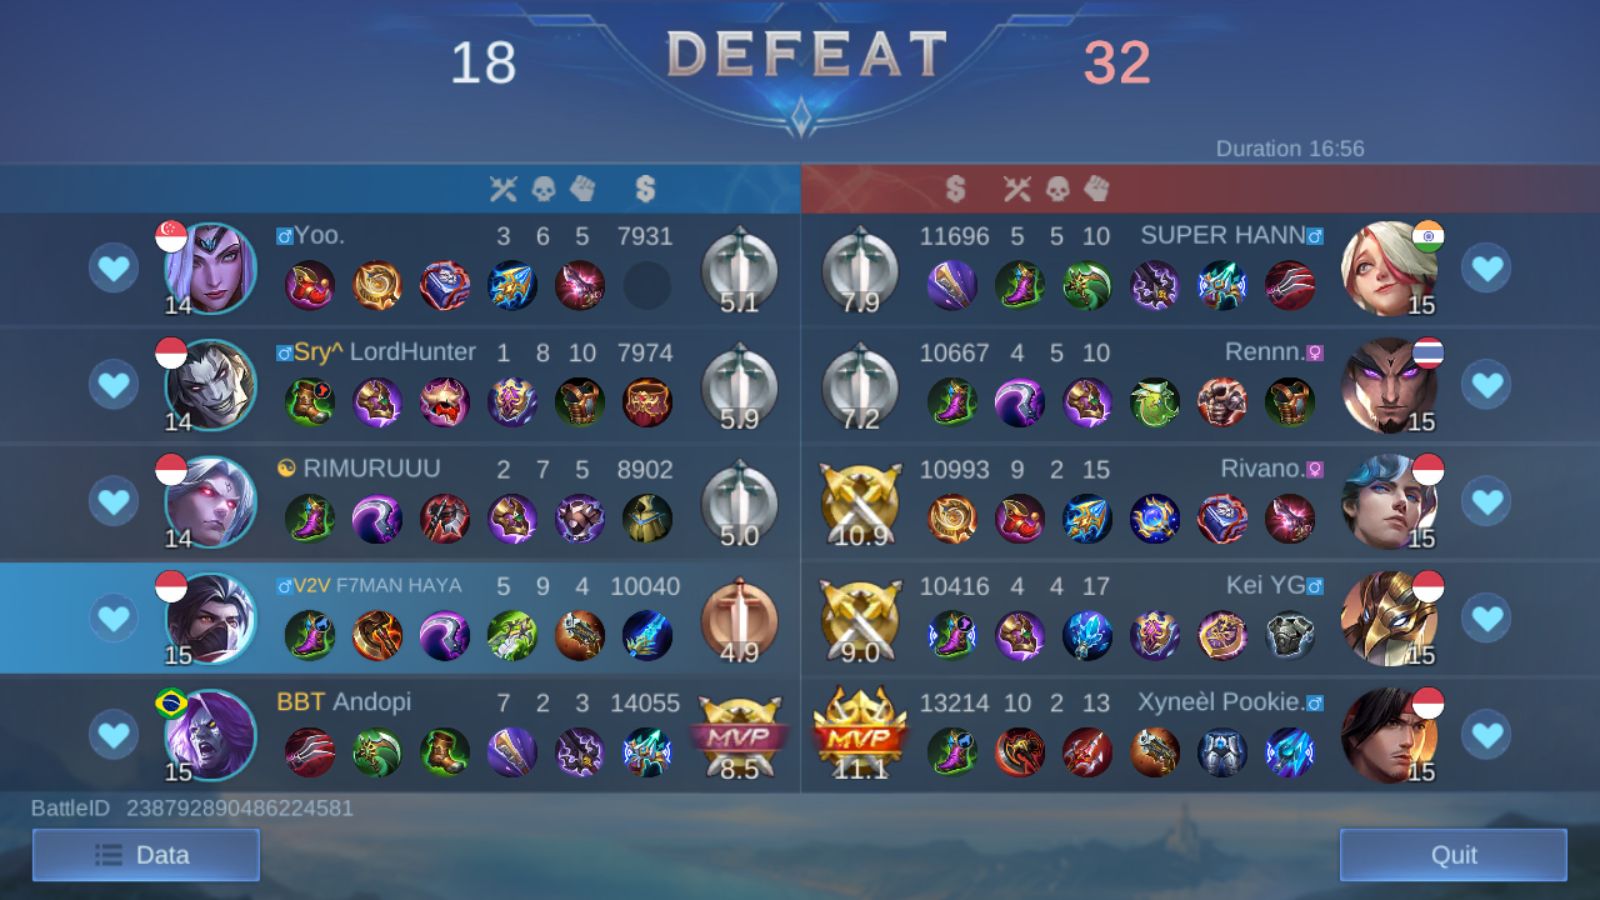 18 DEFEAT 32
Duration 16:56
Yoo. 3 6 5 7931
14 5.1
11696 5 5 10 SUPER HANN
7.9 15
Sry^ LordHunter 1 8 10 7974
14 5.9
10667 4 5 10 Rennn.
7.2 15
RIMURUUU 2 7 5 8902
14 5.0
10993 9 2 15 Rivano.
10.9 15
V2V F7MAN HAYA 5 9 4 10040
15 4.9
10416 4 4 17 Kei YG
9.0 15
BBT Andopi 7 2 3 14055
15 MVP 8.5
13214 10 2 13 Xyneèl Pookie.
MVP 11.1 15
BattleID 238792890486224581
Data
Quit